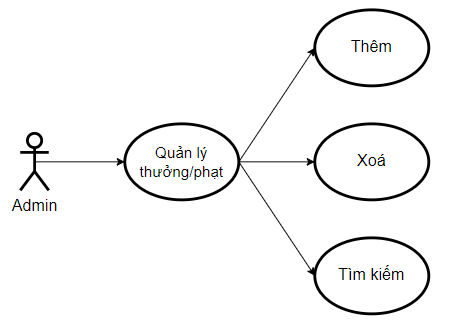 Thêm
Quản lý
thưởng/phạt
Xoá
Admin
Tìm kiếm